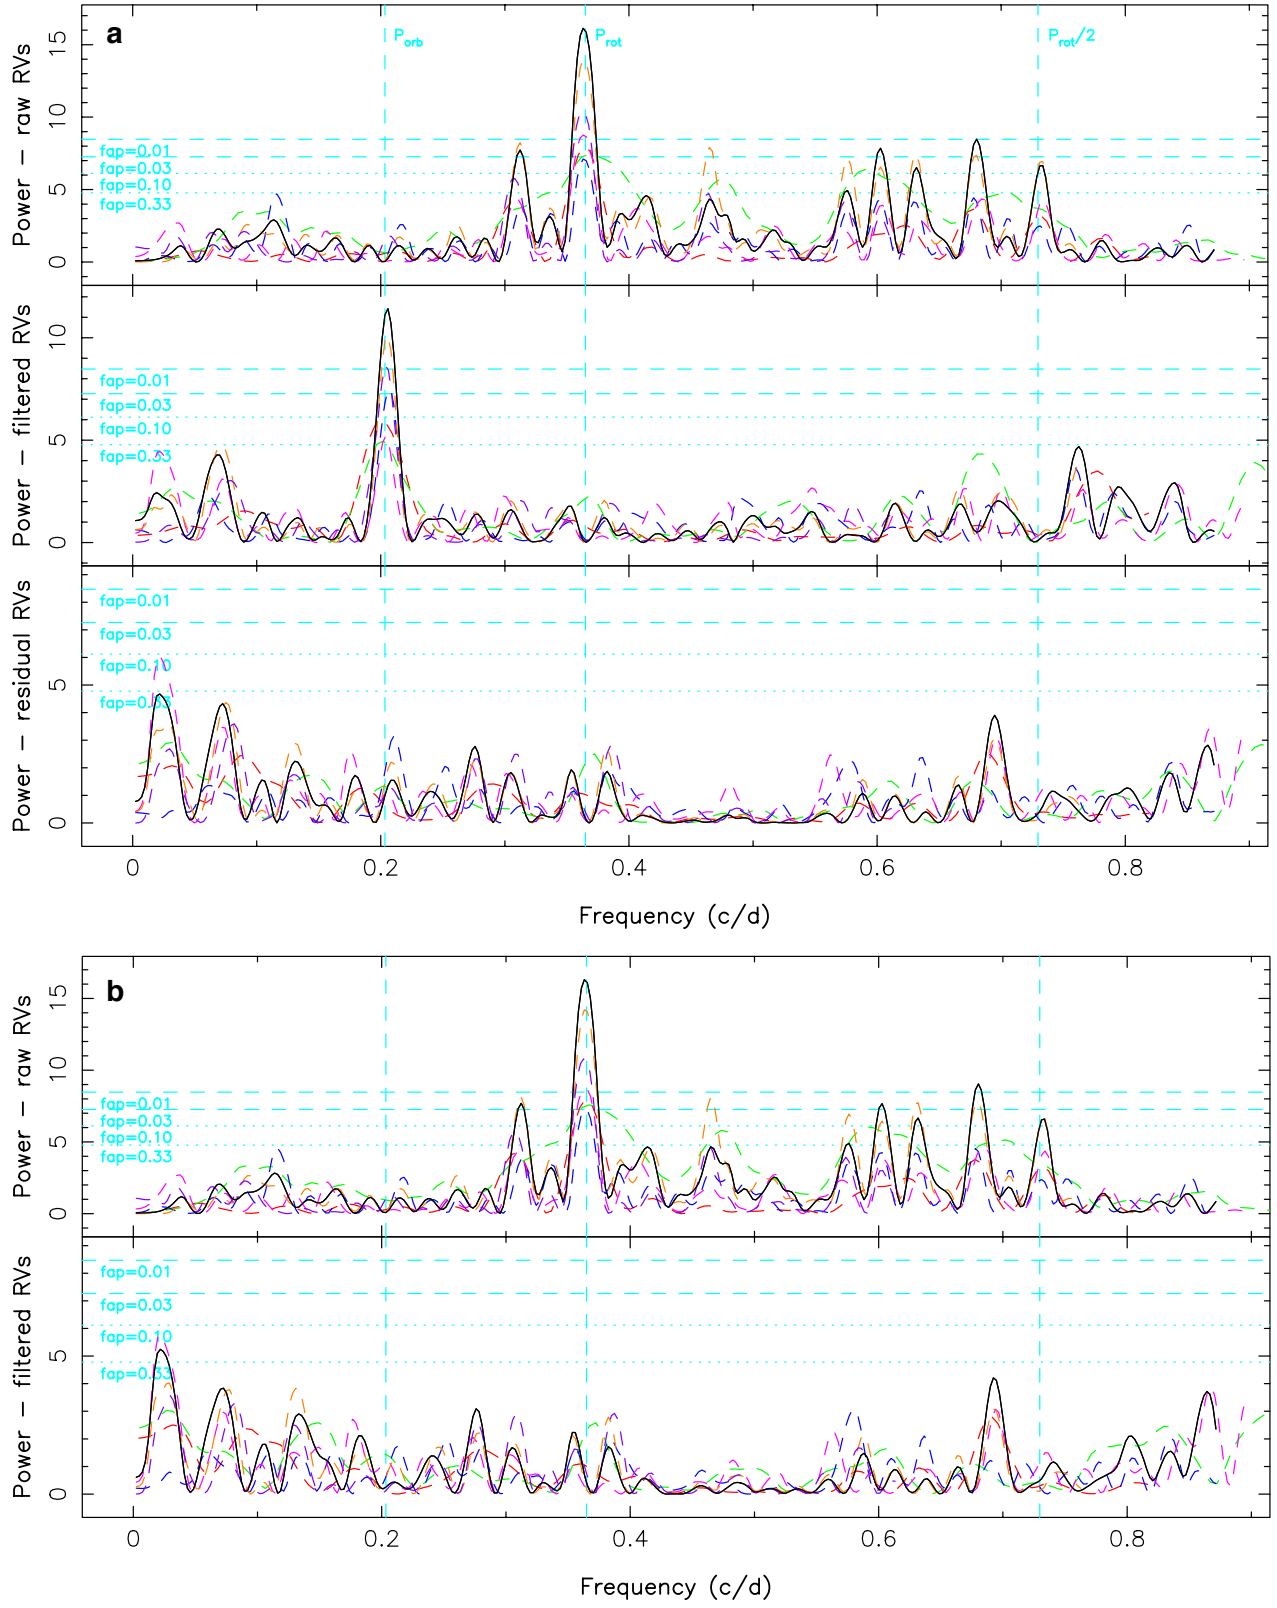 a
Power – raw RVs
15
10
5
0
P_orb
P_rot
P_rot/2
fap=0.01
fap=0.03
fap=0.10
fap=0.33
Power – filtered RVs
10
5
0
fap=0.01
fap=0.03
fap=0.10
fap=0.33
Power – residual RVs
5
0
fap=0.01
fap=0.03
fap=0.10
fap=0.33
0 0.2 0.4 0.6 0.8
Frequency (c/d)
b
Power – raw RVs
15
10
5
0
fap=0.01
fap=0.03
fap=0.10
fap=0.33
Power – filtered RVs
5
0
fap=0.01
fap=0.03
fap=0.10
fap=0.33
0 0.2 0.4 0.6 0.8
Frequency (c/d)